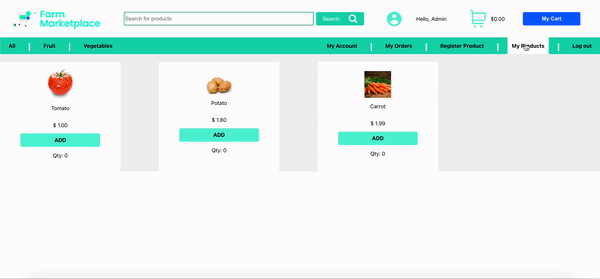 Farm
Marketplace
Search for products
Search
Hello, Admin
$0.00
My Cart
All
Fruit
Vegetables
My Account
My Orders
Register Product
My Products
Log out
Tomato
$ 1.00
ADD
Qty: 0
Potato
$ 1.80
ADD
Qty: 0
Carrot
$ 1.99
ADD
Qty: 0